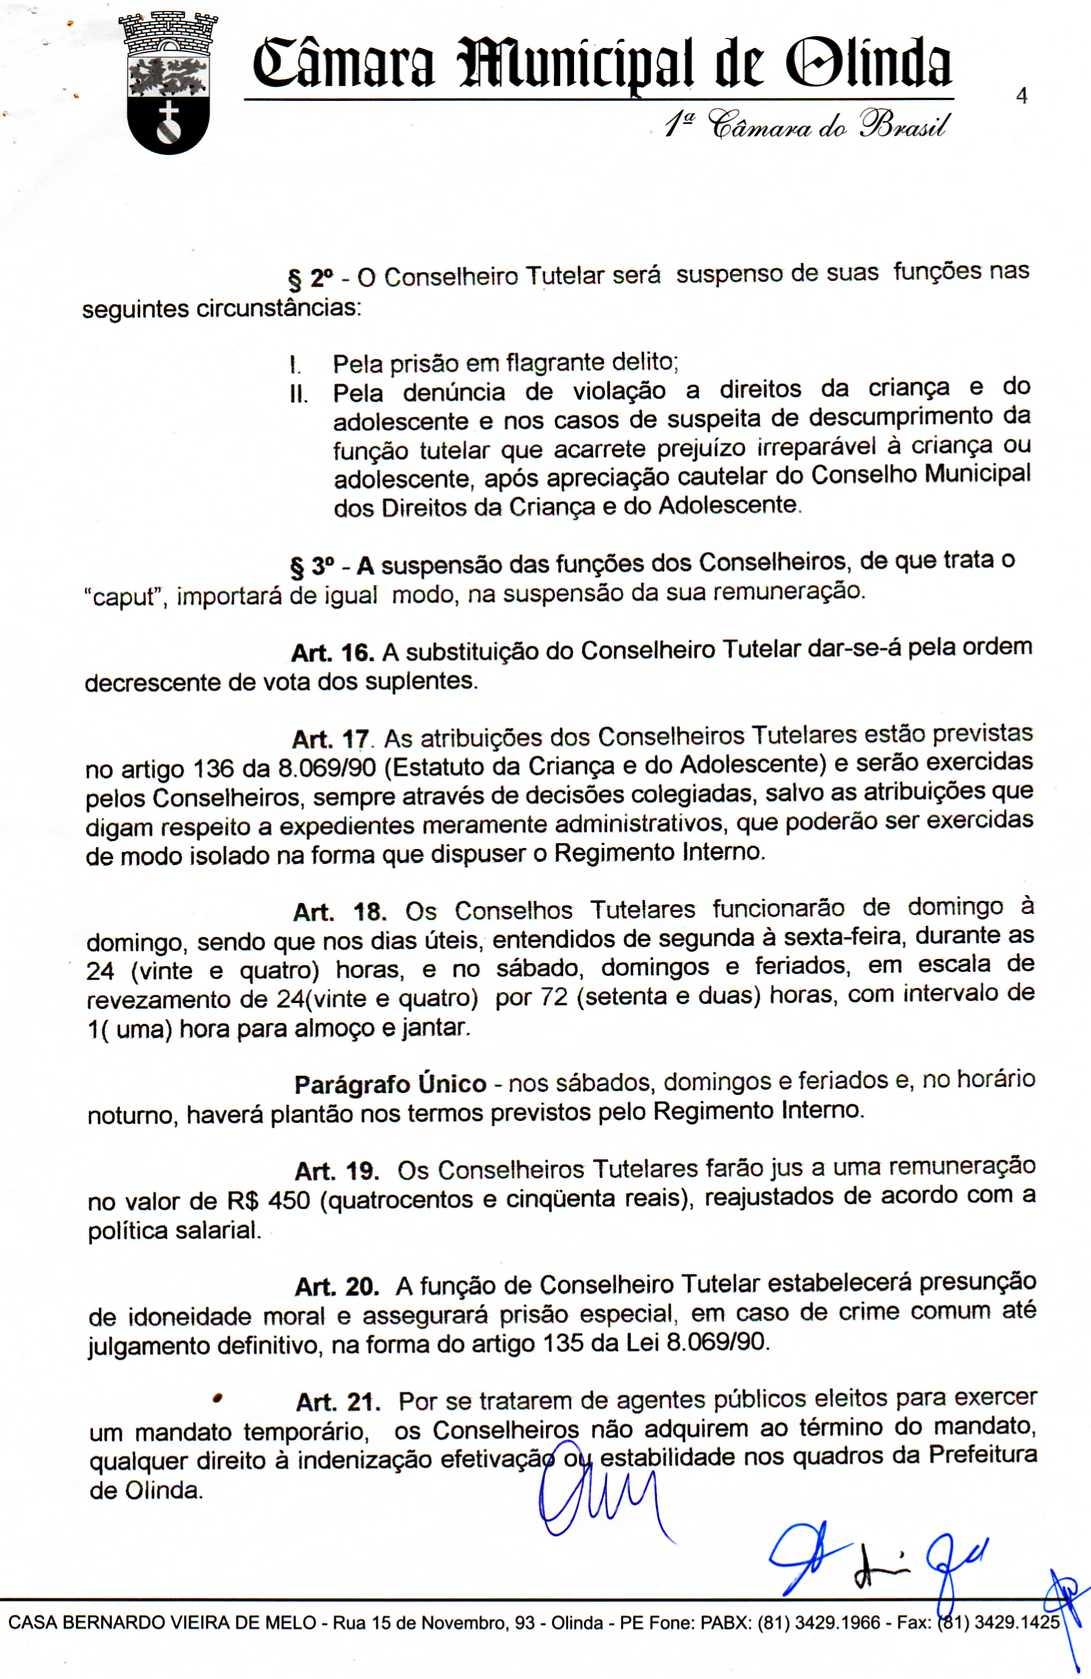 Câmara Municipal de Olinda
4
1ª Câmara do Brasil
§ 2º - O Conselheiro Tutelar será suspenso de suas funções nas
seguintes circunstâncias:
I. Pela prisão em flagrante delito;
II. Pela denúncia de violação a direitos da criança e do
adolescente e nos casos de suspeita de descumprimento da
função tutelar que acarrete prejuízo irreparável à criança ou
adolescente, após apreciação cautelar do Conselho Municipal
dos Direitos da Criança e do Adolescente.
§ 3º - A suspensão das funções dos Conselheiros, de que trata o
“caput”, importará de igual modo, na suspensão da sua remuneração.
Art. 16. A substituição do Conselheiro Tutelar dar-se-á pela ordem
decrescente de vota dos suplentes.
Art. 17. As atribuições dos Conselheiros Tutelares estão previstas
no artigo 136 da 8.069/90 (Estatuto da Criança e do Adolescente) e serão exercidas
pelos Conselheiros, sempre através de decisões colegiadas, salvo as atribuições que
digam respeito a expedientes meramente administrativos, que poderão ser exercidas
de modo isolado na forma que dispuser o Regimento Interno.
Art. 18. Os Conselhos Tutelares funcionarão de domingo à
domingo, sendo que nos dias úteis, entendidos de segunda à sexta-feira, durante as
24 (vinte e quatro) horas, e no sábado, domingos e feriados, em escala de
revezamento de 24(vinte e quatro) por 72 (setenta e duas) horas, com intervalo de
1( uma) hora para almoço e jantar.
Parágrafo Único - nos sábados, domingos e feriados e, no horário
noturno, haverá plantão nos termos previstos pelo Regimento Interno.
Art. 19. Os Conselheiros Tutelares farão jus a uma remuneração
no valor de R$ 450 (quatrocentos e cinqüenta reais), reajustados de acordo com a
política salarial.
Art. 20. A função de Conselheiro Tutelar estabelecerá presunção
de idoneidade moral e assegurará prisão especial, em caso de crime comum até
julgamento definitivo, na forma do artigo 135 da Lei 8.069/90.
Art. 21. Por se tratarem de agentes públicos eleitos para exercer
um mandato temporário, os Conselheiros não adquirem ao término do mandato,
qualquer direito à indenização efetivação ou estabilidade nos quadros da Prefeitura
de Olinda.
CASA BERNARDO VIEIRA DE MELO - Rua 15 de Novembro, 93 - Olinda - PE Fone: PABX: (81) 3429.1966 - Fax: (81) 3429.1425